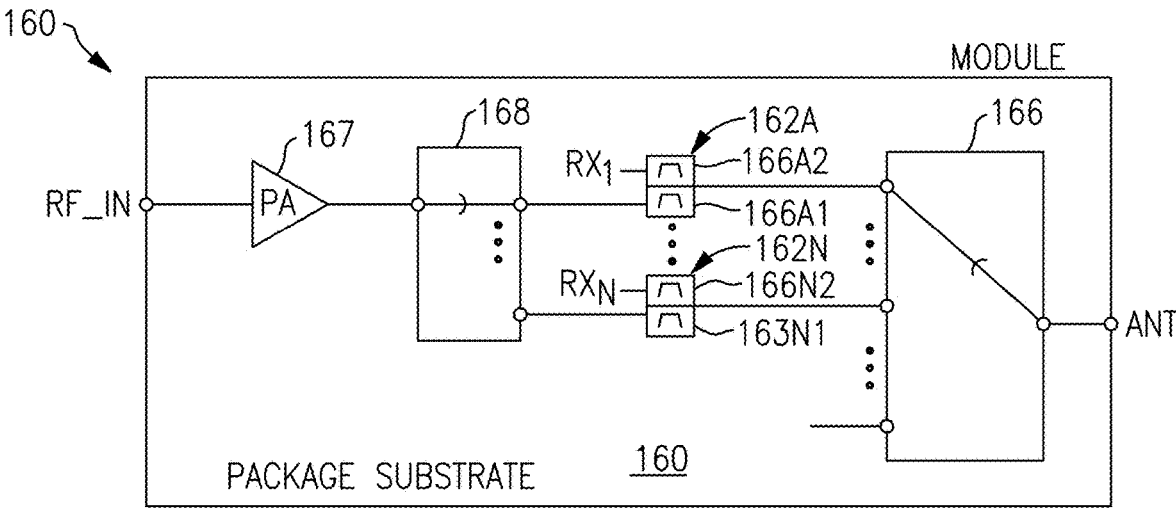 160
MODULE
167
168
162A
166
RX1
166A2
RF_IN
PA
166A1
162N
RXN
166N2
163N1
ANT
PACKAGE SUBSTRATE
160